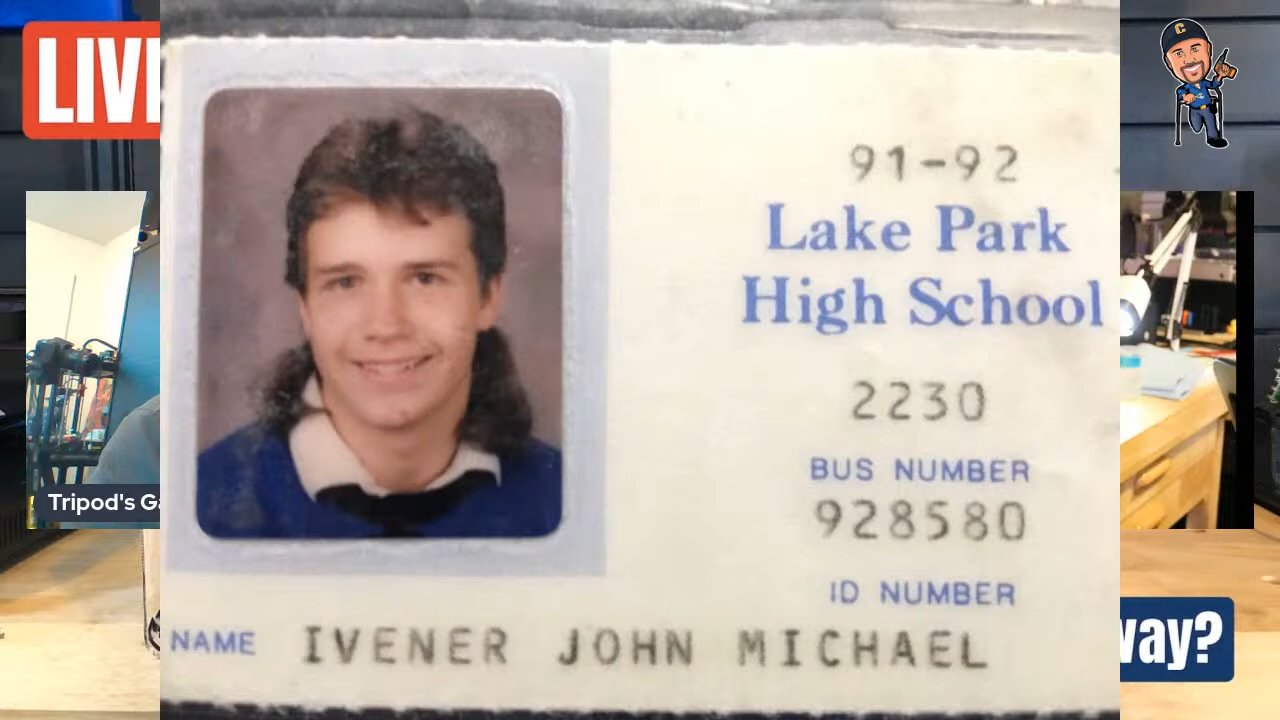 LIVE
C
91-92
Lake Park
High School
2230
BUS NUMBER
928580
ID NUMBER
NAME IVENER JOHN MICHAEL
Tripod's Ga
way?